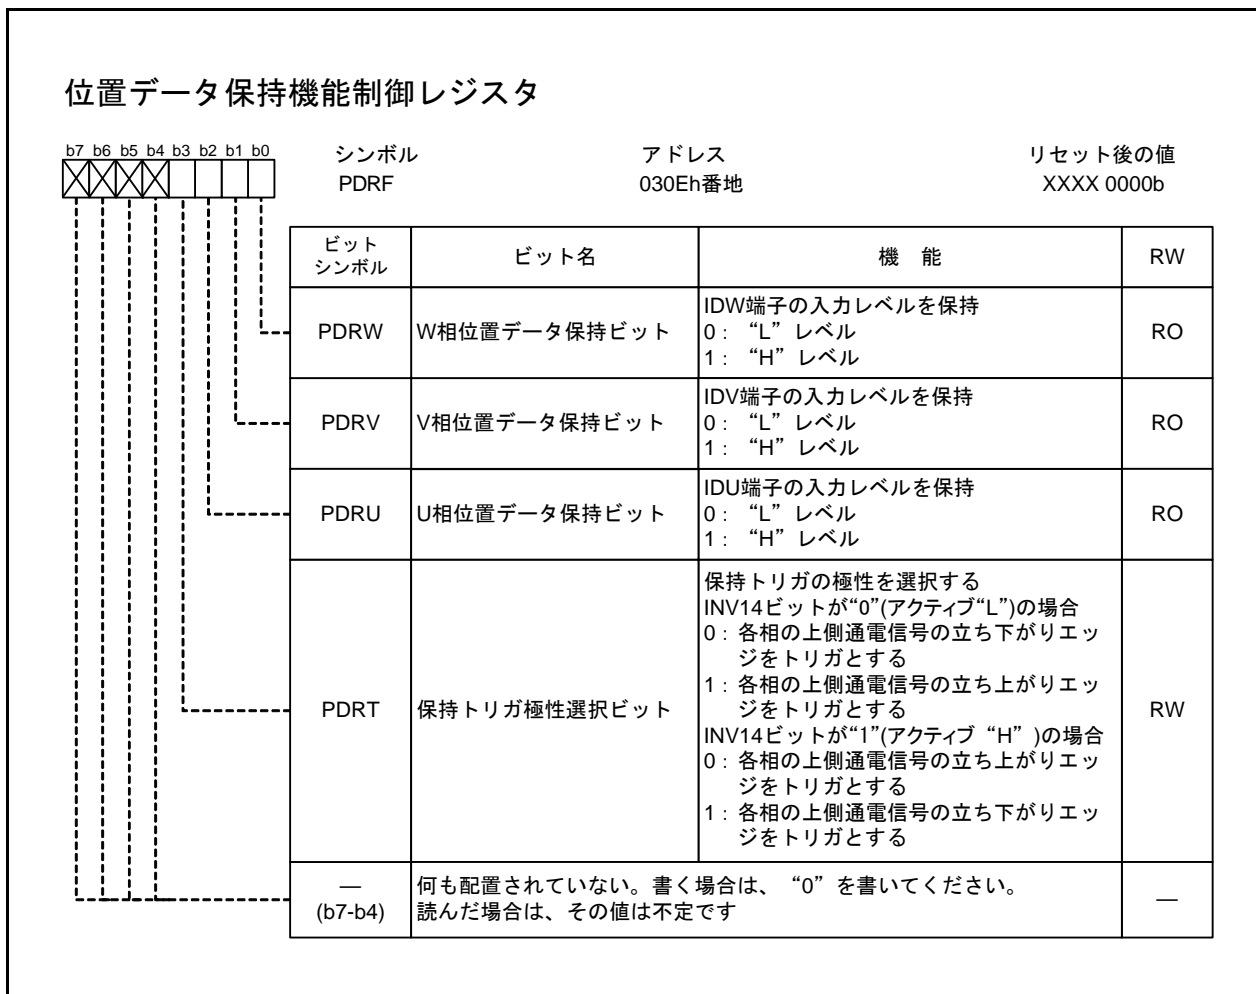 位置データ保持機能制御レジスタ
b7 b6 b5 b4 b3 b2 b1 b0
シンボル
PDRF
アドレス
030Eh番地
リセット後の値
XXXX 0000b
ビット
シンボル
ビット名
機 能
RW
PDRW
W相位置データ保持ビット
IDW端子の入力レベルを保持
0: “L”レベル
1: “H”レベル
RO
PDRV
V相位置データ保持ビット
IDV端子の入力レベルを保持
0: “L”レベル
1: “H”レベル
RO
PDRU
U相位置データ保持ビット
IDU端子の入力レベルを保持
0: “L”レベル
1: “H”レベル
RO
PDRT
保持トリガ極性選択ビット
保持トリガの極性を選択する
INV14ビットが“0”(アクティブ“L”)の場合
0: 各相の上側通電信号の立ち下がりエッ
ジをトリガとする
1: 各相の上側通電信号の立ち上がりエッ
ジをトリガとする
INV14ビットが“1”(アクティブ “H” )の場合
0: 各相の上側通電信号の立ち上がりエッ
ジをトリガとする
1: 各相の上側通電信号の立ち下がりエッ
ジをトリガとする
RW
—
(b7-b4)
何も配置されていない。書く場合は、“0”を書いてください。
読んだ場合は、その値は不定です
—